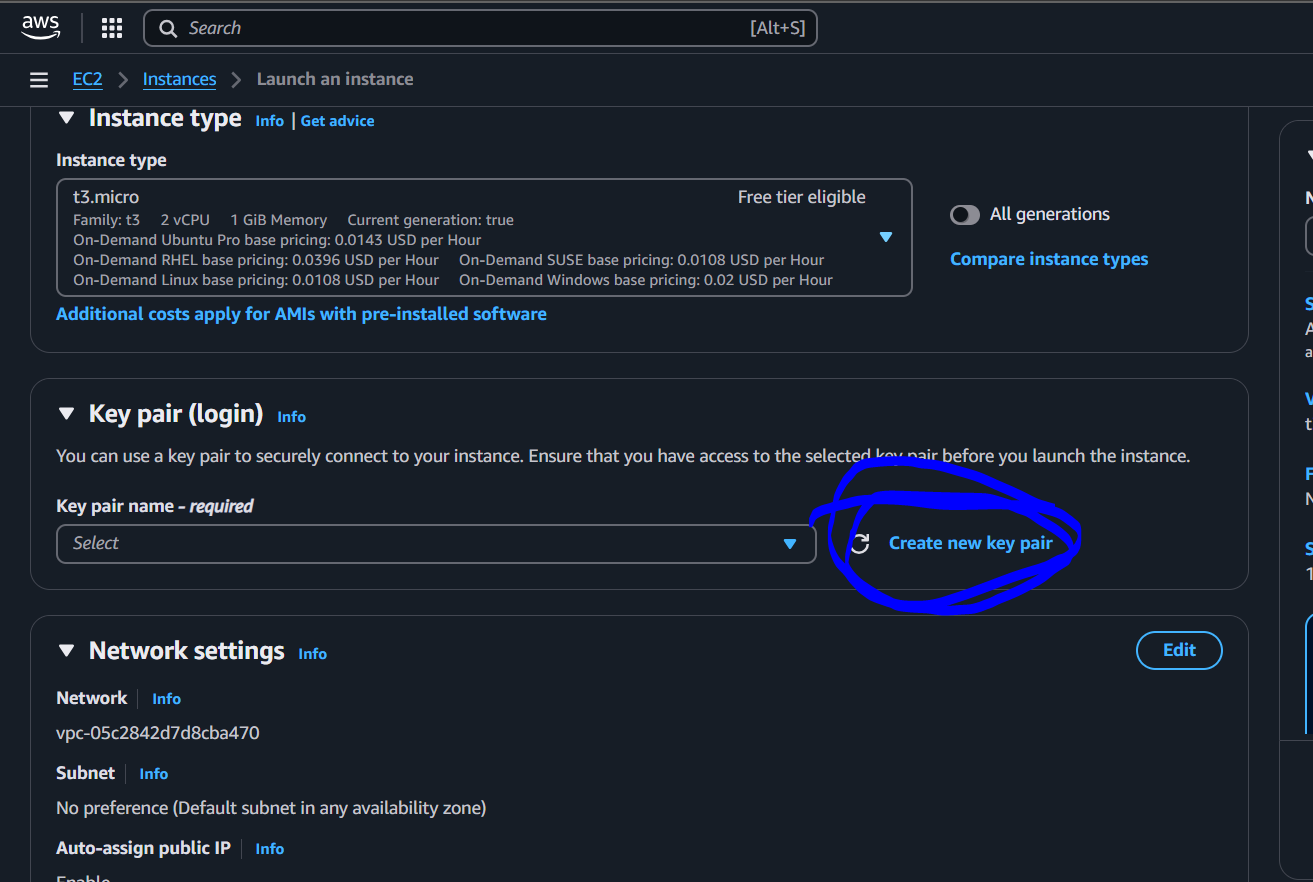 aws
Search [Alt+S]
EC2 Instances Launch an instance
Instance type Info | Get advice
Instance type
t3.micro Free tier eligible
Family: t3 2 vCPU 1 GiB Memory Current generation: true
On-Demand Ubuntu Pro base pricing: 0.0143 USD per Hour
On-Demand RHEL base pricing: 0.0396 USD per Hour On-Demand SUSE base pricing: 0.0108 USD per Hour
On-Demand Linux base pricing: 0.0108 USD per Hour On-Demand Windows base pricing: 0.02 USD per Hour
All generations
Compare instance types
Additional costs apply for AMIs with pre-installed software
Key pair (login) Info
You can use a key pair to securely connect to your instance. Ensure that you have access to the selected key pair before you launch the instance.
Key pair name - required
Select
Create new key pair
Network settings Info
Edit
Network Info
vpc-05c2842d7d8cba470
Subnet Info
No preference (Default subnet in any availability zone)
Auto-assign public IP Info
Enable